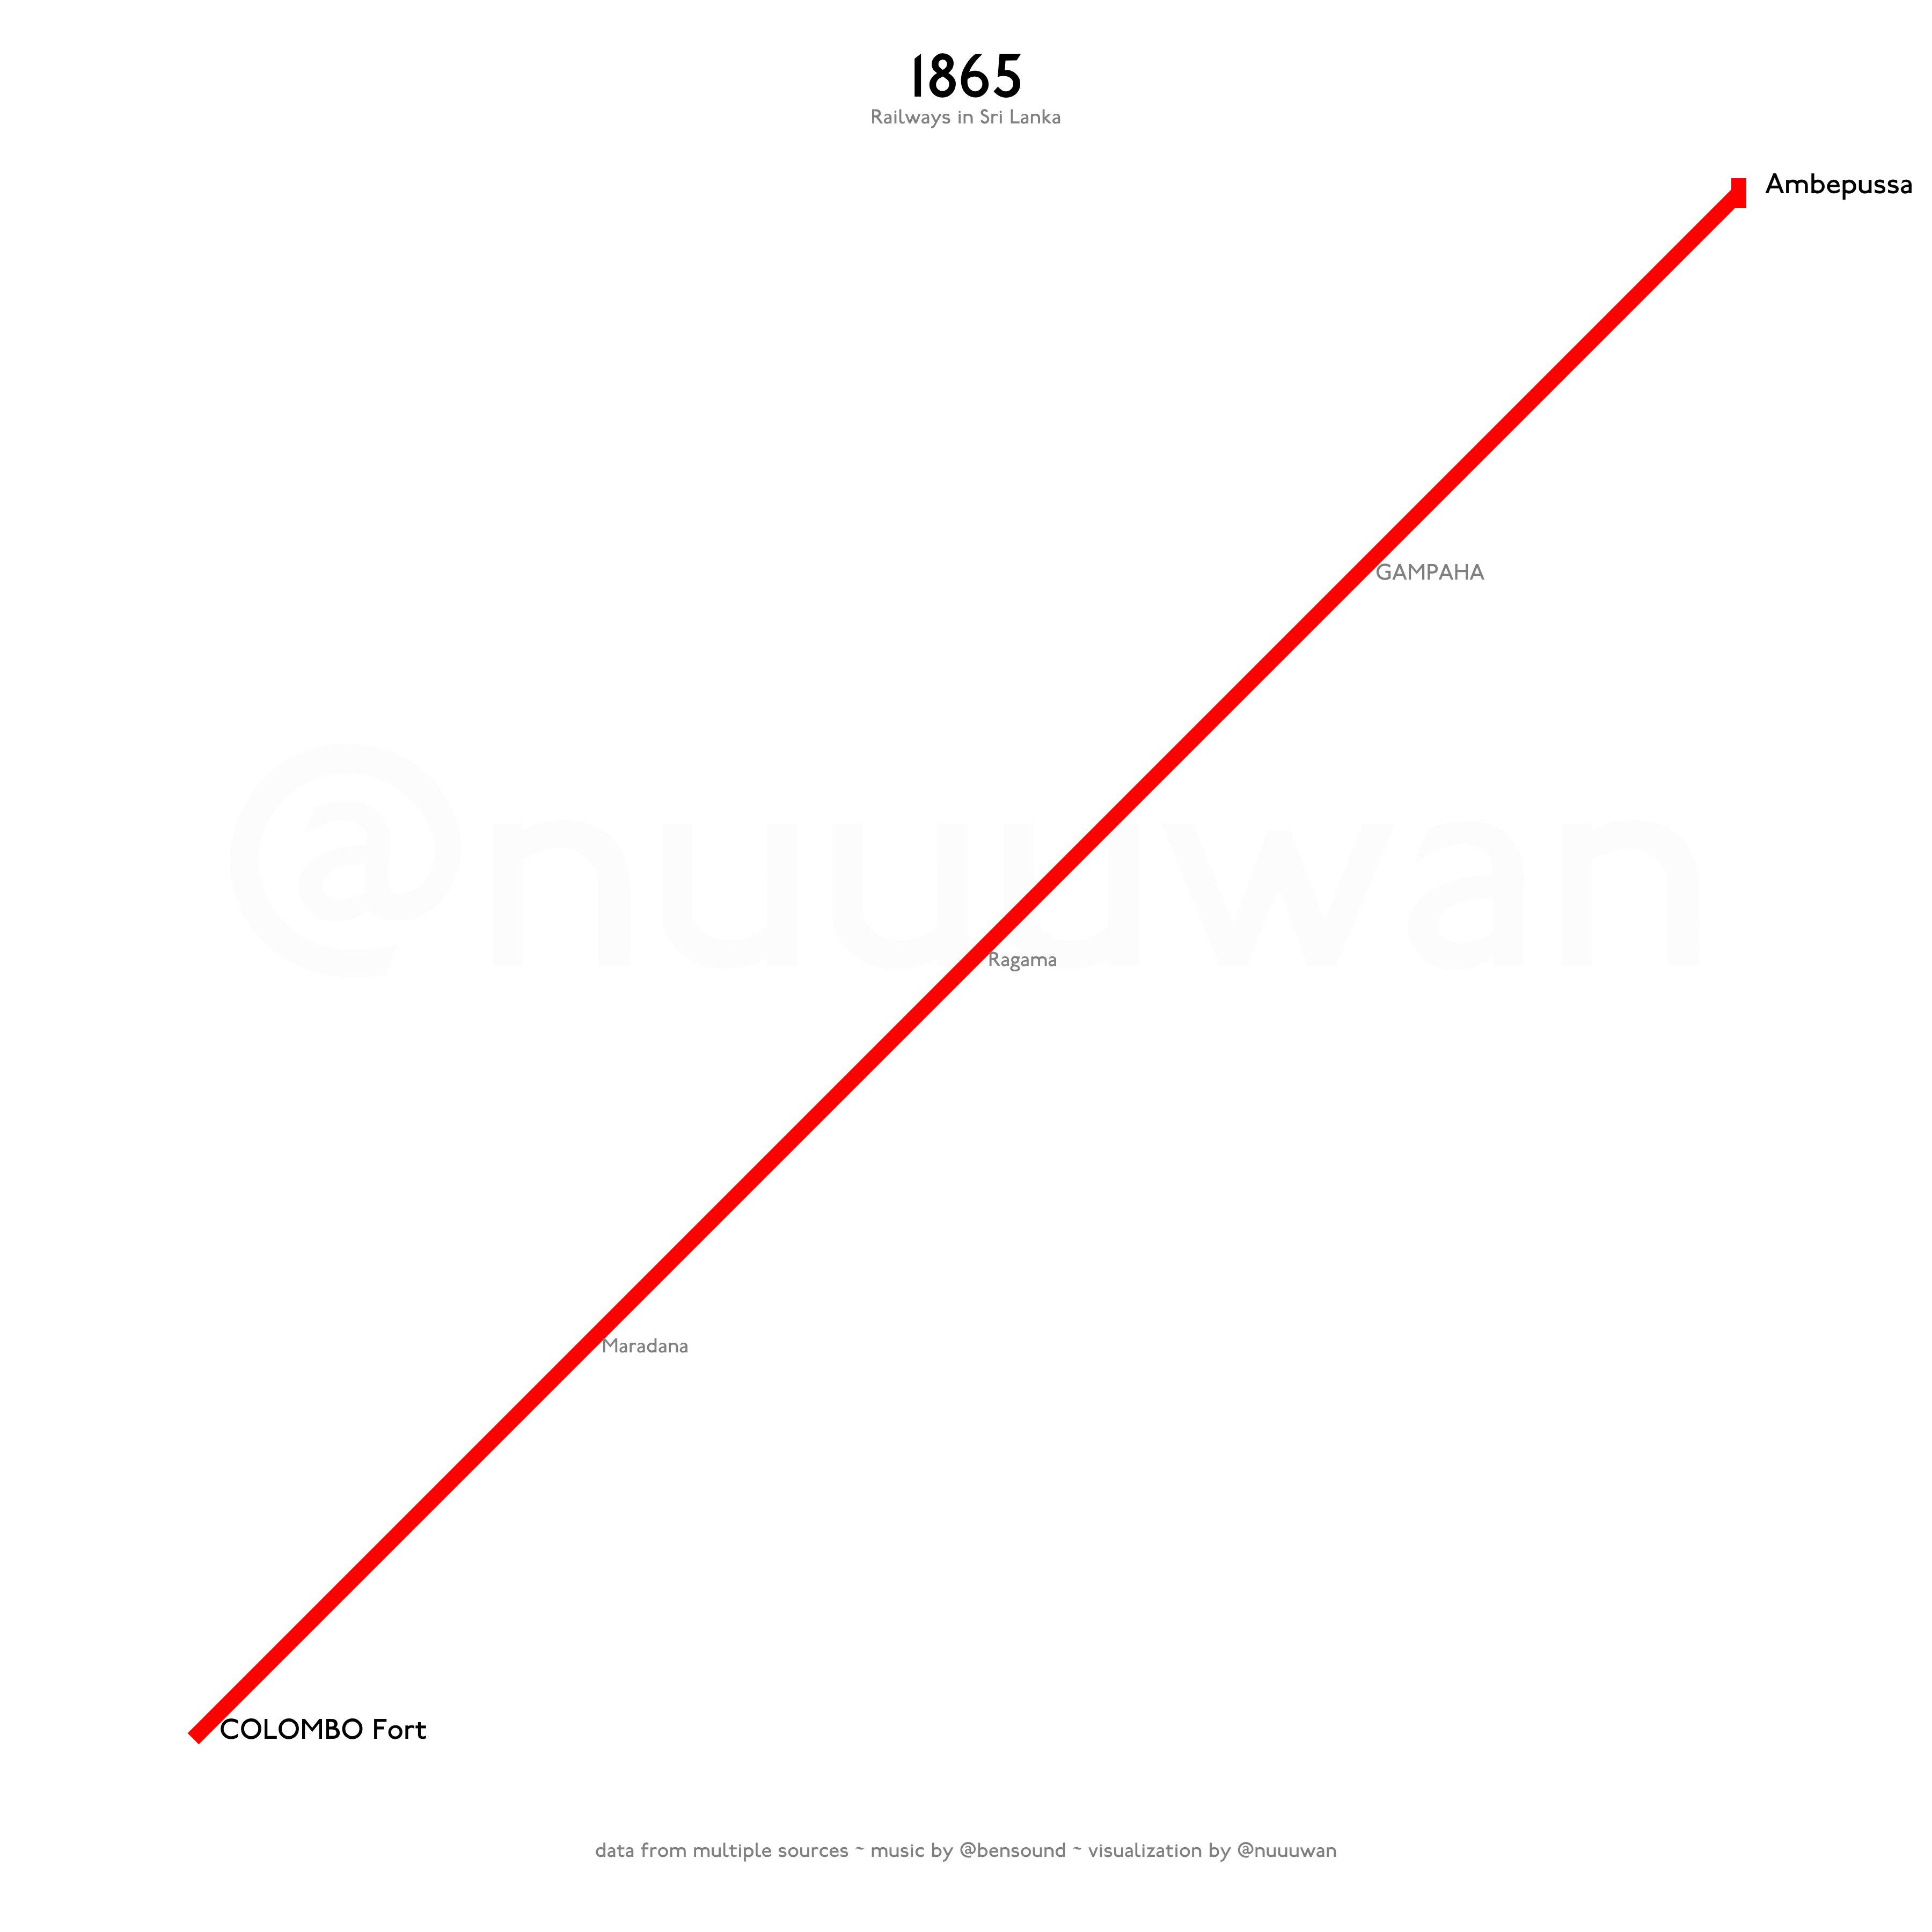 1865
Railways in Sri Lanka
Ambepussa
GAMPAHA
@nuuuwan
Ragama
Maradana
COLOMBO Fort
data from multiple sources ~ music by @bensound ~ visualization by @nuuuwan